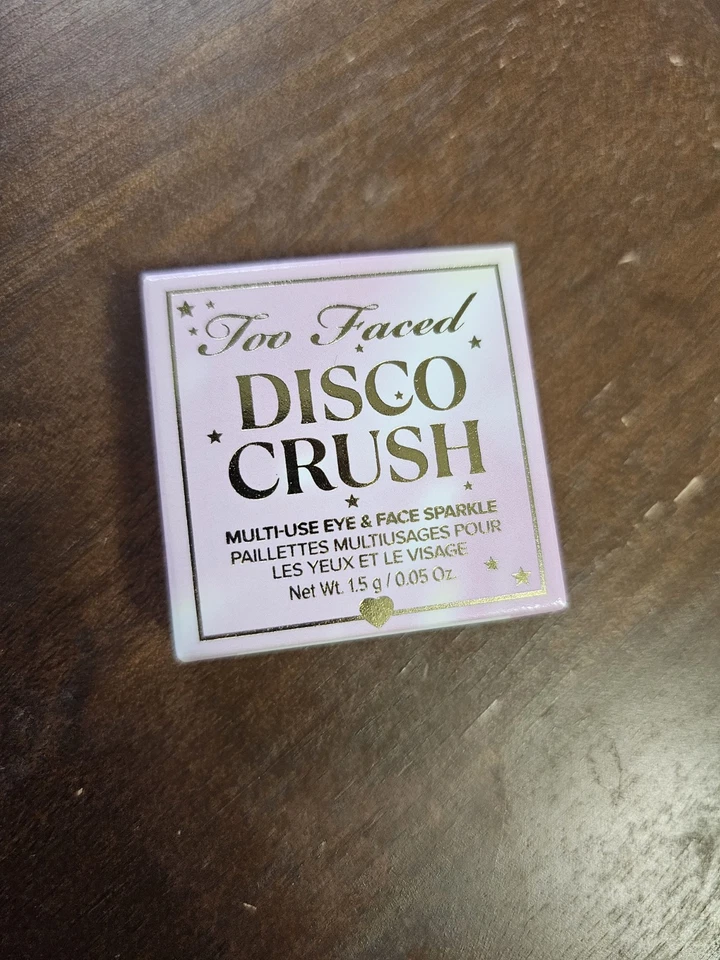 Too Faced
DISCO
CRUSH
MULTI-USE EYE & FACE SPARKLE
PAILLETTES MULTIUSAGES POUR
LES YEUX ET LE VISAGE
Net Wt. 1.5 g / 0.05 Oz.